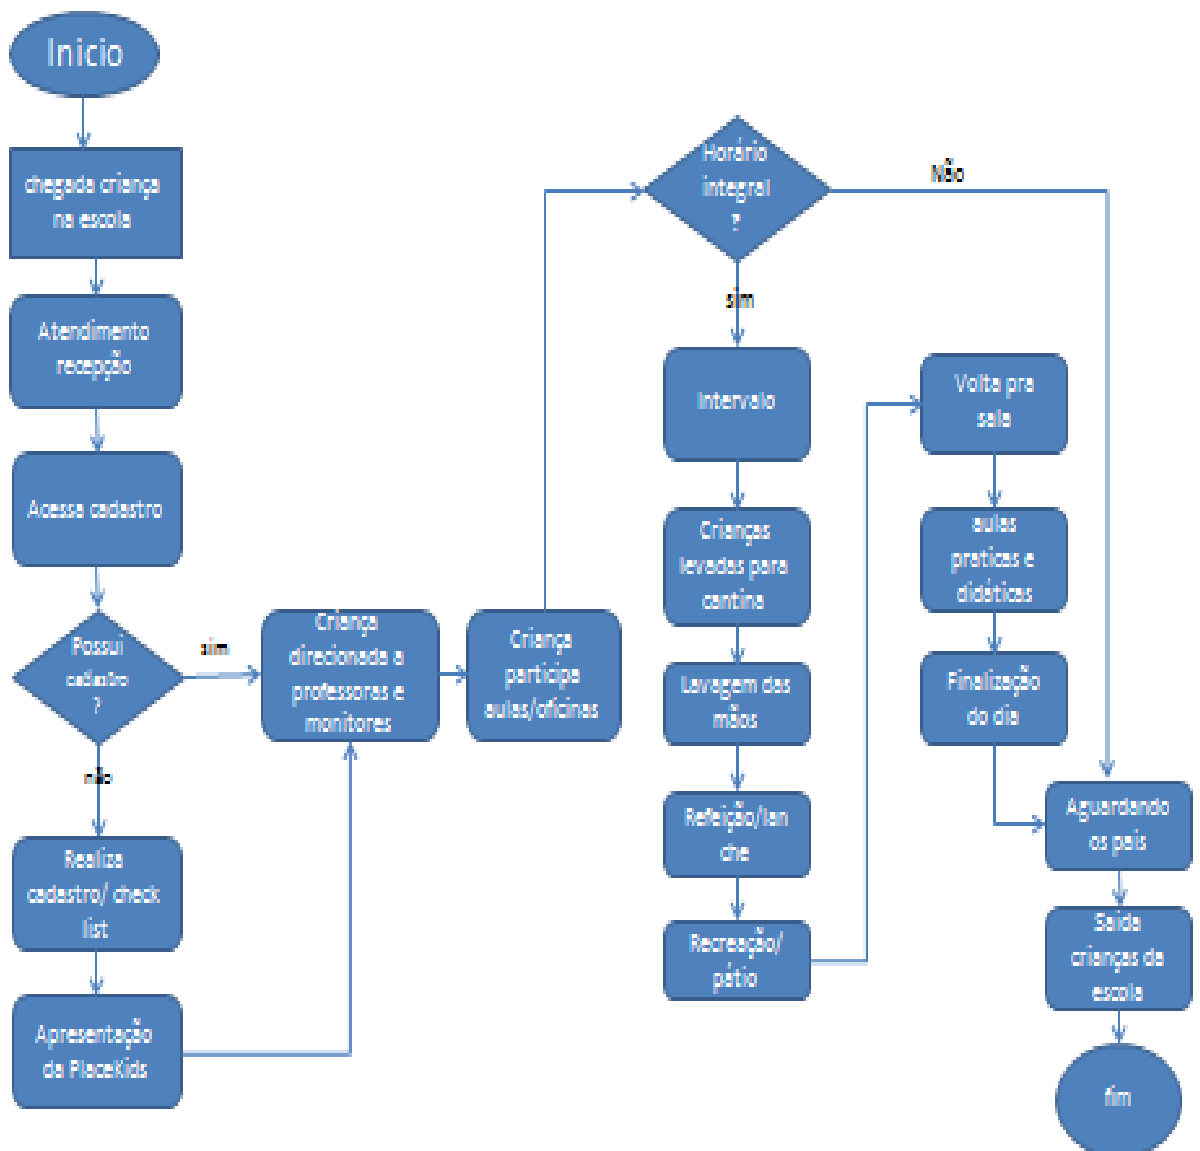 Inicio
chegada criança
na escola
Atendimento
recepção
Acessa cadastro
Possui
cadastro
?
sim
não
Realiza
cadastro/ check
list
Apresentação
da PlaceKids
Criança
direcionada a
professoras e
monitores
Criança
participa
aulas/oficinas
Horário
integral
?
Não
sim
Intervalo
Crianças
levadas para
cantina
Lavagem das
mãos
Refeição/lan
che
Recreação/
pátio
Volta pra
sala
aulas
praticas e
didáticas
Finalização
do dia
Aguardando
os pais
Saída
crianças da
escola
fim